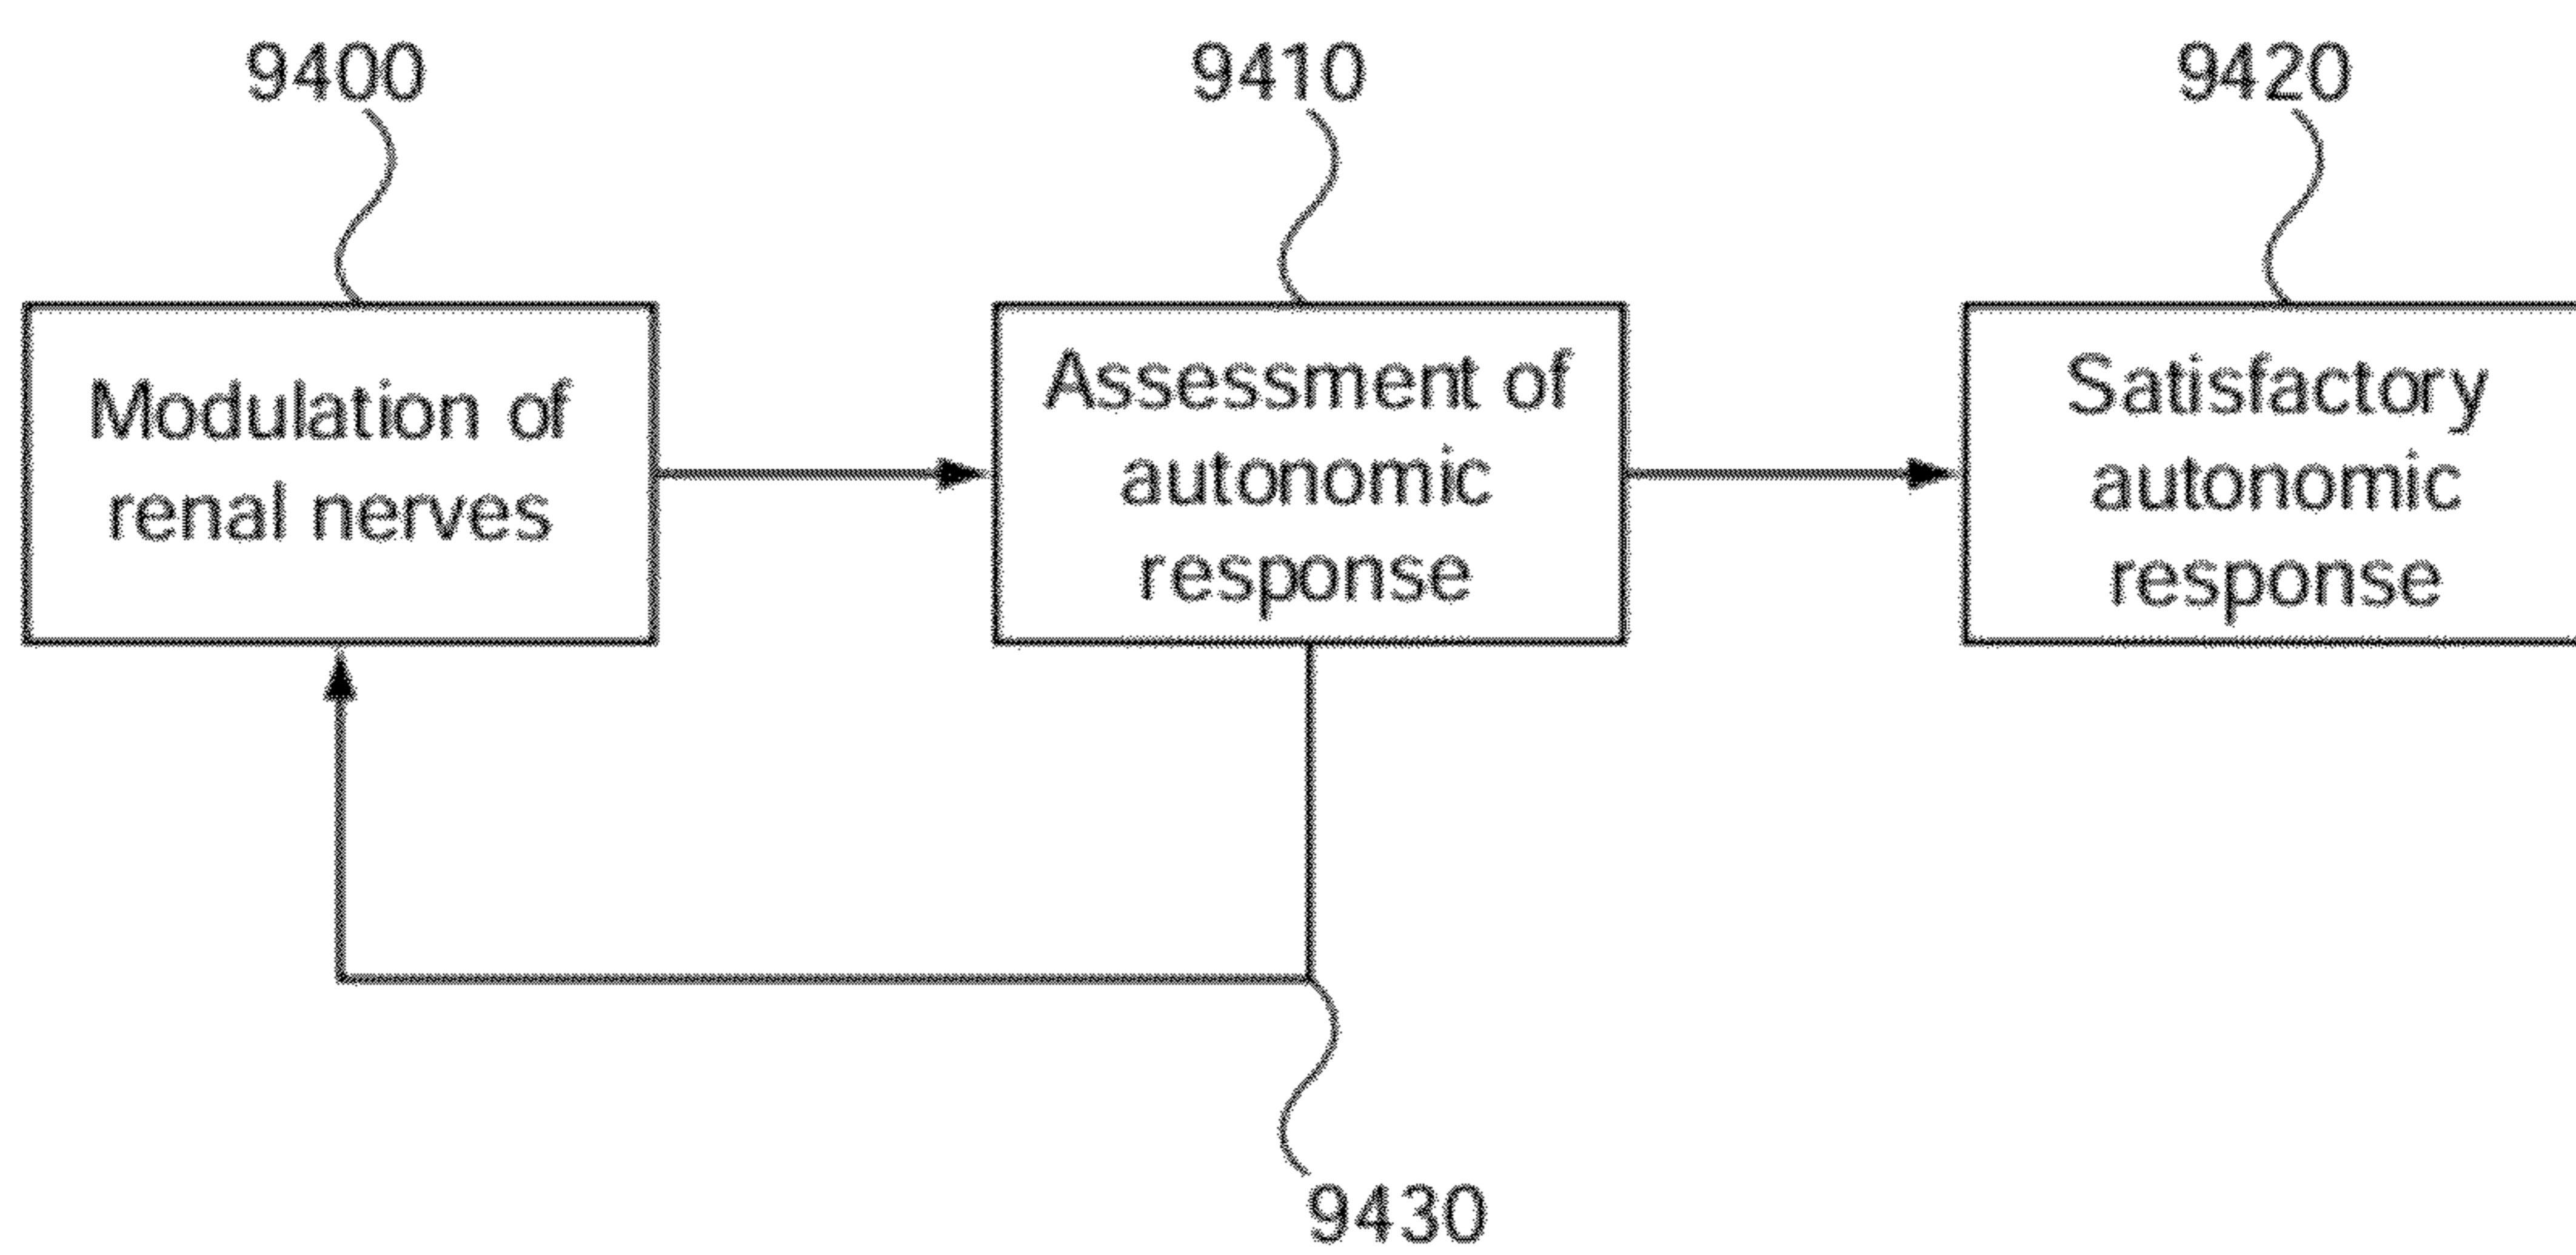 9400
9410
9420
Modulation of
renal nerves
Assessment of
autonomic
response
Satisfactory
autonomic
response
9430